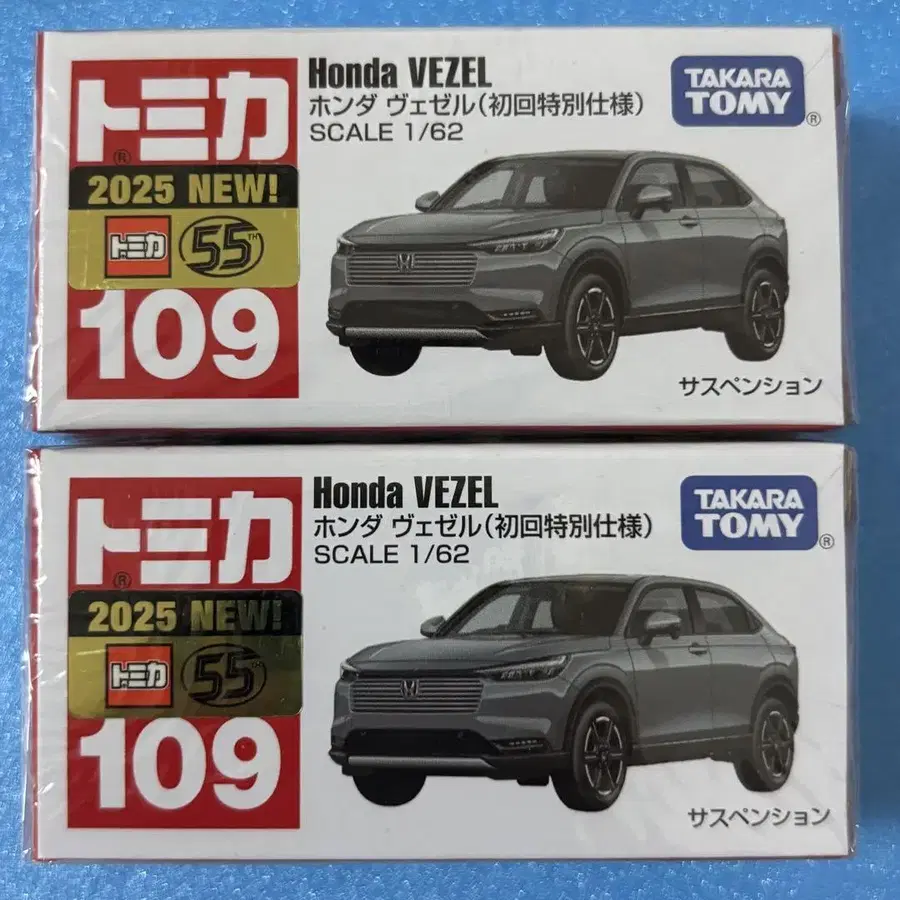 トミカ®
2025 NEW!
トミカ 55TH
109
Honda VEZEL
ホンダ ヴェゼル(初回特別仕様)
SCALE 1/62
TAKARA
TOMY®
サスペンション
トミカ®
2025 NEW!
トミカ 55TH
109
Honda VEZEL
ホンダ ヴェゼル(初回特別仕様)
SCALE 1/62
TAKARA
TOMY®
サスペンション